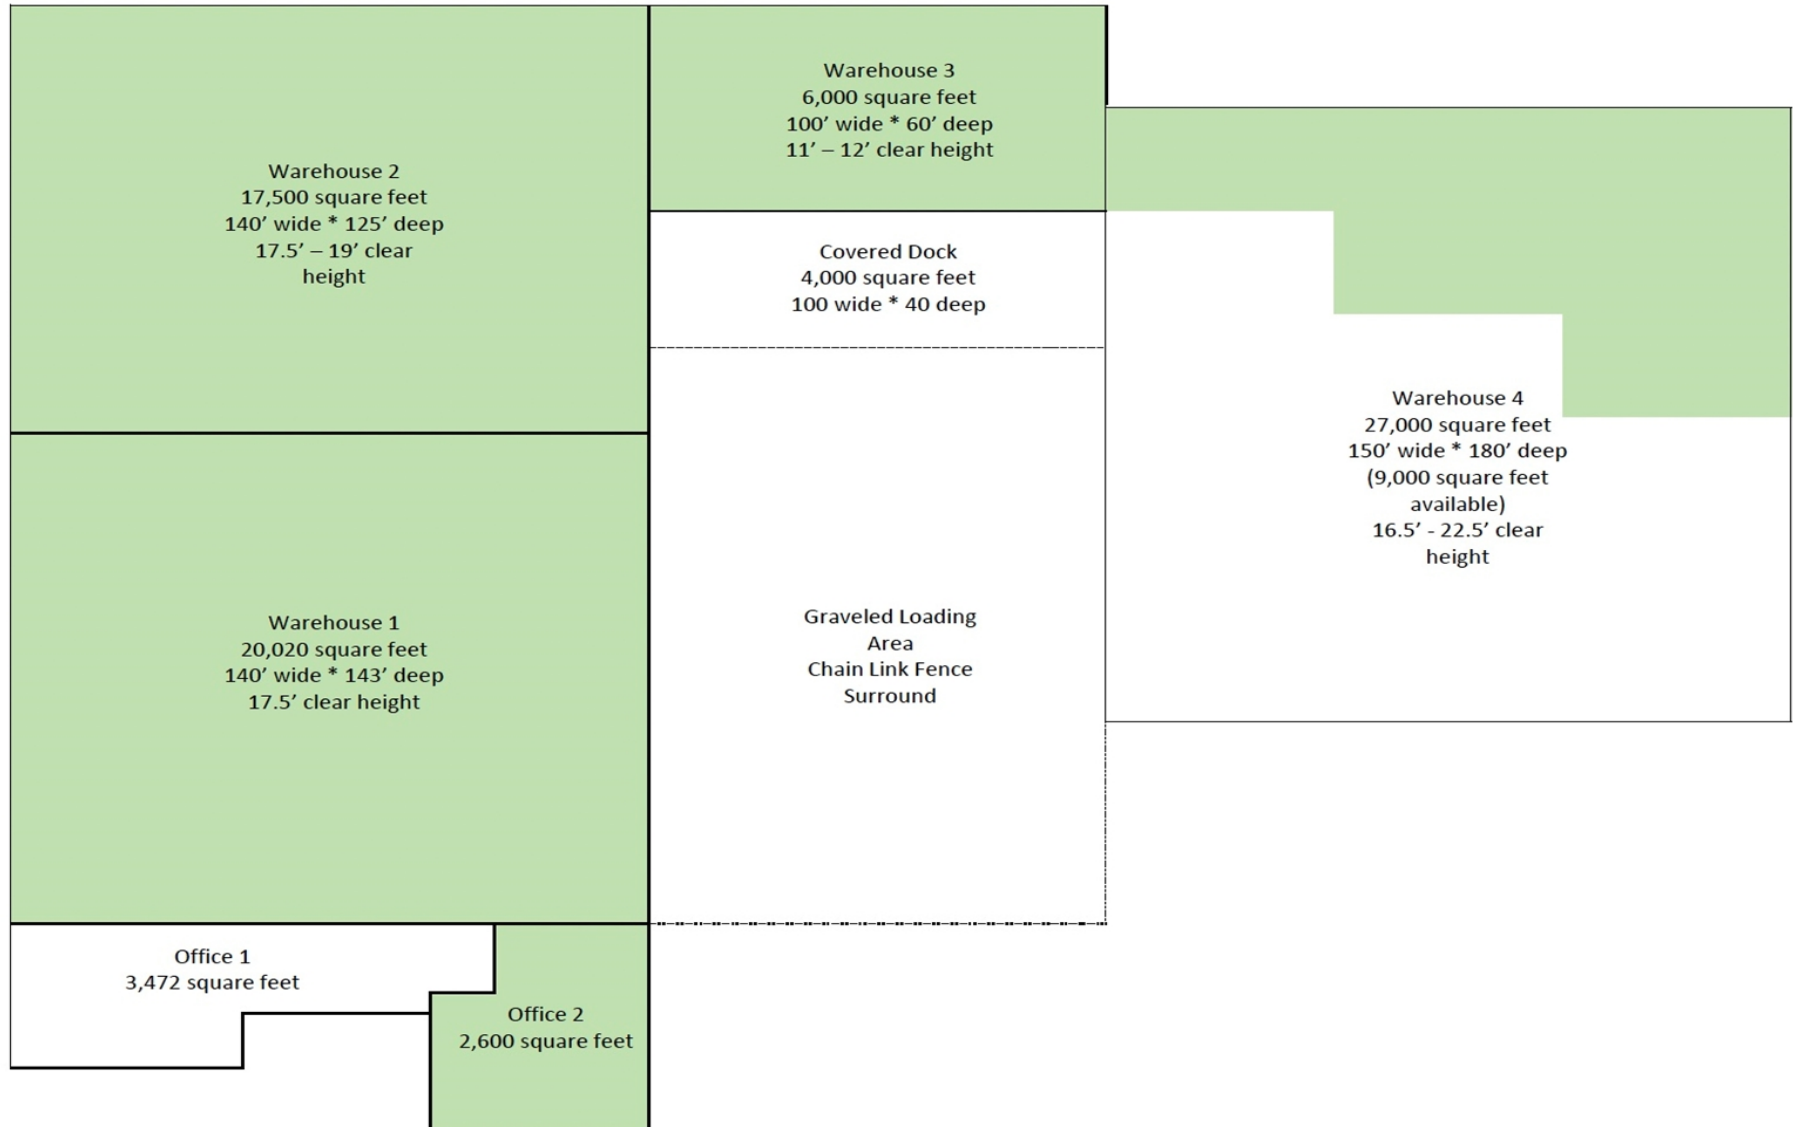 Warehouse 2
17,500 square feet
140’ wide * 125’ deep
17.5’ – 19’ clear
height
Warehouse 3
6,000 square feet
100’ wide * 60’ deep
11’ – 12’ clear height
Covered Dock
4,000 square feet
100 wide * 40 deep
Warehouse 4
27,000 square feet
150’ wide * 180’ deep
(9,000 square feet
available)
16.5’ - 22.5’ clear
height
Warehouse 1
20,020 square feet
140’ wide * 143’ deep
17.5’ clear height
Graveled Loading
Area
Chain Link Fence
Surround
Office 1
3,472 square feet
Office 2
2,600 square feet